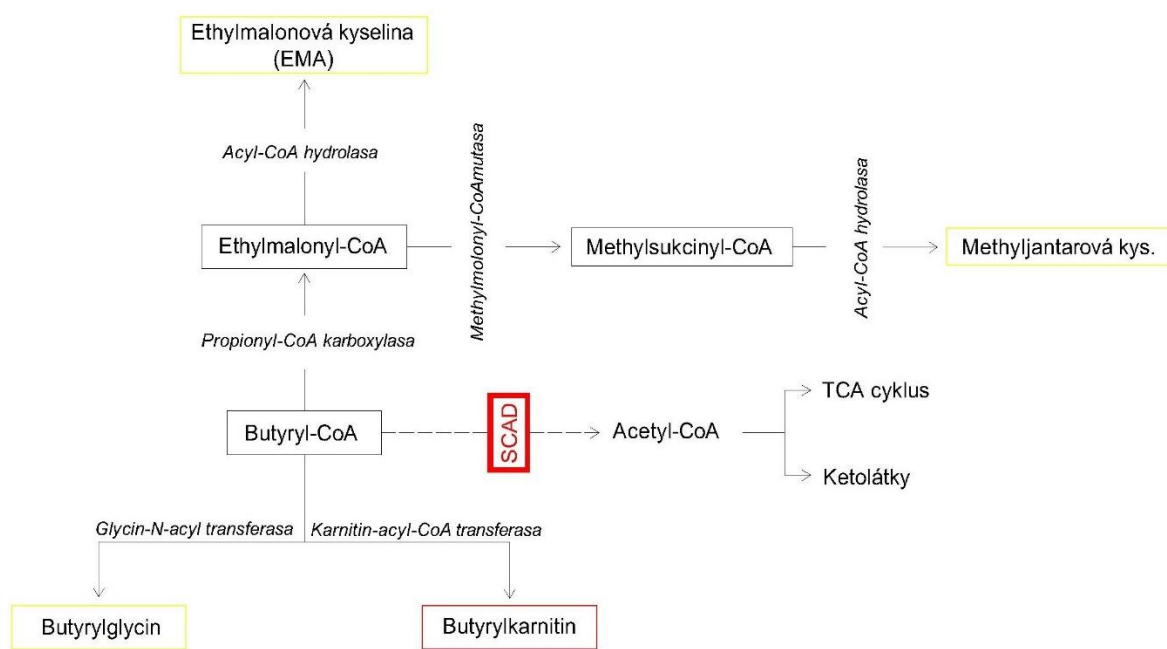 Ethylmalonová kyselina
(EMA)
Acyl-CoA hydrolasa
Methylmolonyl-CoAmutasa
Acyl-CoA hydrolasa
Ethylmalonyl-CoA
Methylsukcinyl-CoA
Methyljantarová kys.
Propionyl-CoA karboxylasa
TCA cyklus
Butyryl-CoA
SCAD
Acetyl-CoA
Ketolátky
Glycin-N-acyl transferasa
Karnitin-acyl-CoA transferasa
Butyrylglycin
Butyrylkarnitin